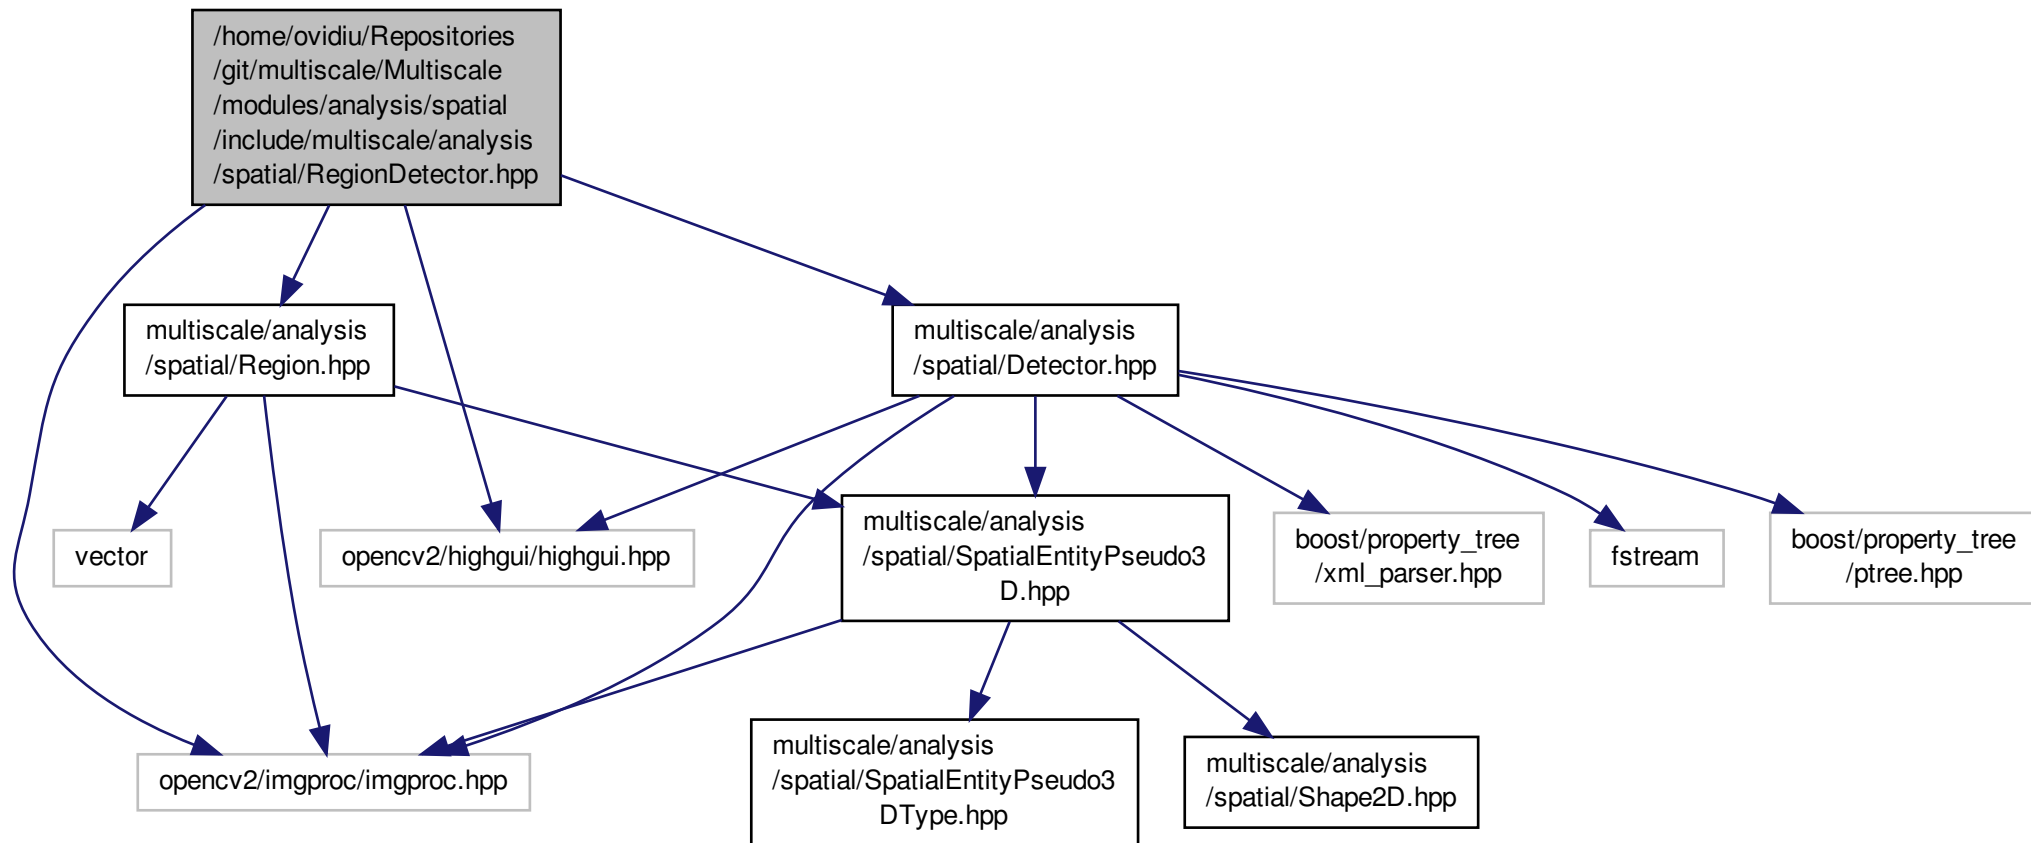 /home/ovidiu/Repositories
/git/multiscale/Multiscale
/modules/analysis/spatial
/include/multiscale/analysis
/spatial/RegionDetector.hpp
multiscale/analysis
/spatial/Region.hpp
multiscale/analysis
/spatial/Detector.hpp
vector
opencv2/highgui/highgui.hpp
multiscale/analysis
/spatial/SpatialEntityPseudo3
D.hpp
boost/property_tree
/xml_parser.hpp
fstream
boost/property_tree
/ptree.hpp
opencv2/imgproc/imgproc.hpp
multiscale/analysis
/spatial/SpatialEntityPseudo3
DType.hpp
multiscale/analysis
/spatial/Shape2D.hpp